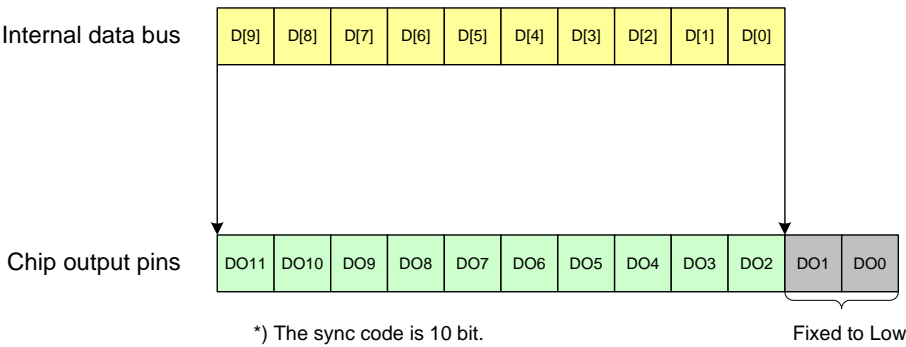 Internal data bus D[9] D[8] D[7] D[6] D[5] D[4] D[3] D[2] D[1] D[0]
Chip output pins DO11 DO10 DO9 DO8 DO7 DO6 DO5 DO4 DO3 DO2 DO1 DO0
*) The sync code is 10 bit. Fixed to Low